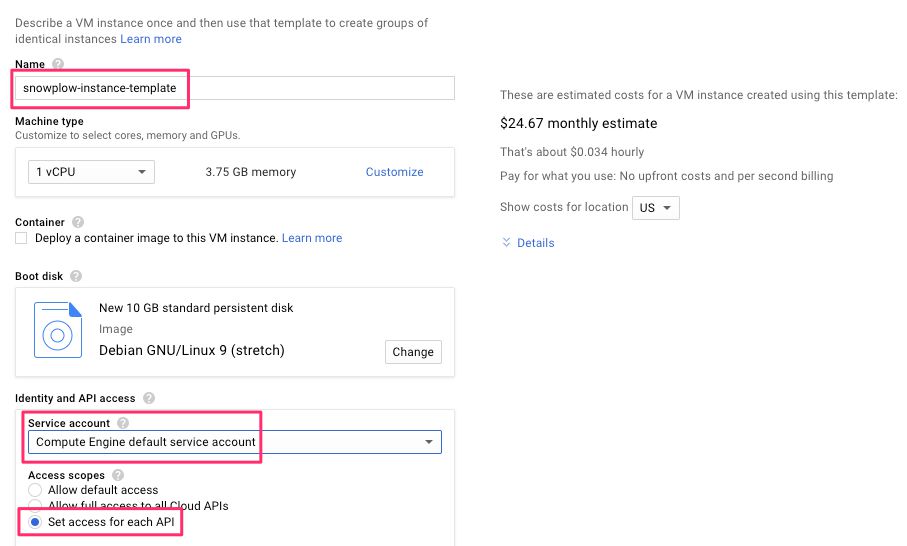 Describe a VM instance once and then use that template to create groups of
identical instances Learn more
Name ?
snowplow-instance-template
Machine type
Customize to select cores, memory and GPUs.
1 vCPU
3.75 GB memory
Customize
Container ?
Deploy a container image to this VM instance. Learn more
Boot disk ?
New 10 GB standard persistent disk
Image
Debian GNU/Linux 9 (stretch)
Change
Identity and API access ?
Service account ?
Compute Engine default service account
Access scopes ?
Allow default access
Allow full access to all Cloud APIs
Set access for each API
These are estimated costs for a VM instance created using this template:
$24.67 monthly estimate
That's about $0.034 hourly
Pay for what you use: No upfront costs and per second billing
Show costs for location US
Details